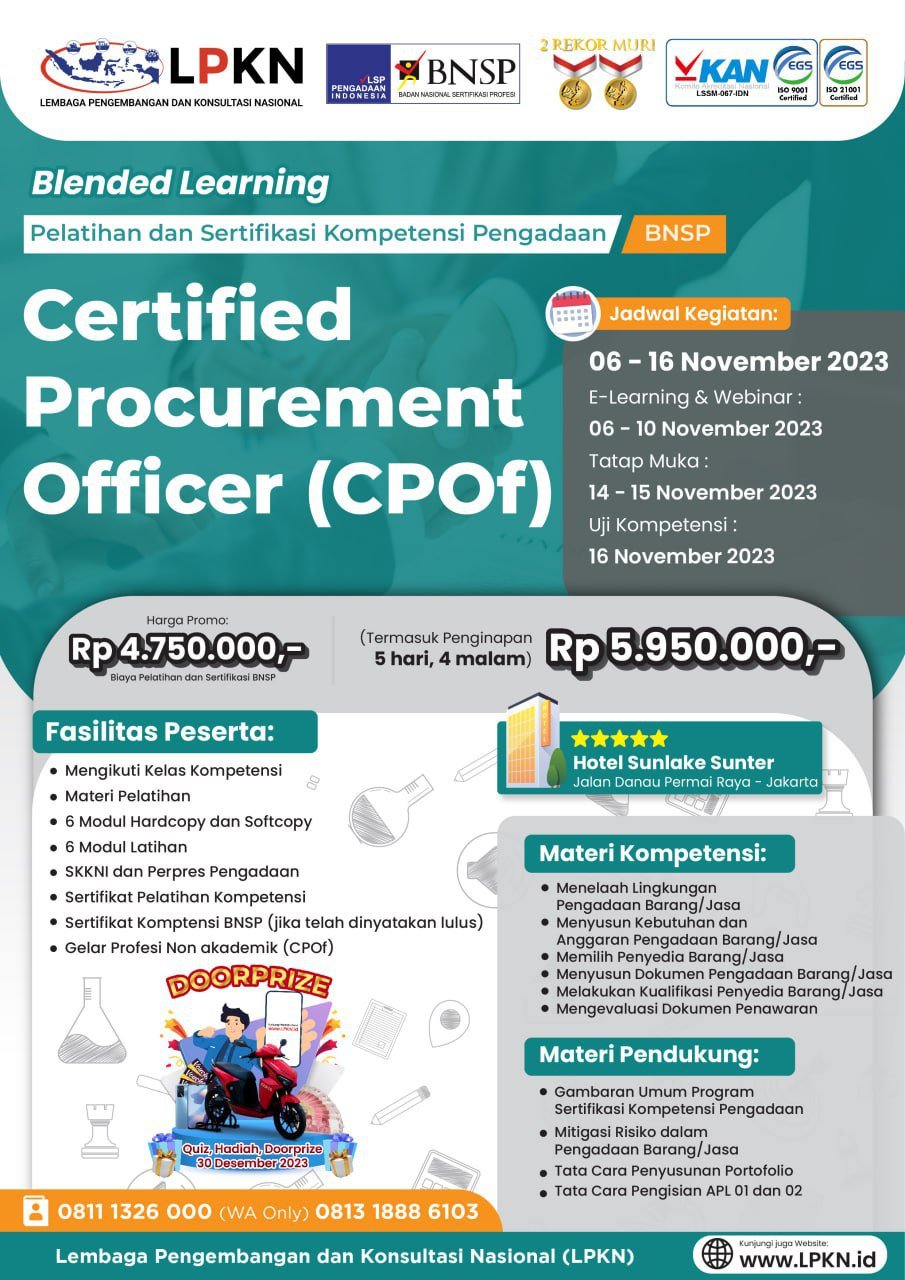 LPKN
LEMBAGA PENGEMBANGAN DAN KONSULTASI NASIONAL
LSP
PENGADAAN
INDONESIA
BNSP
BADAN NASIONAL SERTIFIKASI PROFESI
2 REKOR MURI
KAN
Komite Akreditasi Nasional
LSSM-067-IDN
EGS
ISO 9001
Certified
EGS
ISO 21001
Certified
Blended Learning
Pelatihan dan Sertifikasi Kompetensi Pengadaan
BNSP
Certified
Procurement
Officer (CPOf)
Jadwal Kegiatan:
06 - 16 November 2023
E-Learning & Webinar :
06 - 10 November 2023
Tatap Muka :
14 - 15 November 2023
Uji Kompetensi :
16 November 2023
Harga Promo:
Rp 4.750.000,-
Biaya Pelatihan dan Sertifikasi BNSP
(Termasuk Penginapan
5 hari, 4 malam)
Rp 5.950.000,-
Fasilitas Peserta:
• Mengikuti Kelas Kompetensi
• Materi Pelatihan
• 6 Modul Hardcopy dan Softcopy
• 6 Modul Latihan
• SKKNI dan Perpres Pengadaan
• Sertifikat Pelatihan Kompetensi
• Sertifikat Komptensi BNSP (jika telah dinyatakan lulus)
• Gelar Profesi Non akademik (CPOf)
HOTEL
Hotel Sunlake Sunter
Jalan Danau Permai Raya - Jakarta
Materi Kompetensi:
• Menelaah Lingkungan
Pengadaan Barang/Jasa
• Menyusun Kebutuhan dan
Anggaran Pengadaan Barang/Jasa
• Memilih Penyedia Barang/Jasa
• Menyusun Dokumen Pengadaan Barang/Jasa
• Melakukan Kualifikasi Penyedia Barang/Jasa
• Mengevaluasi Dokumen Penawaran
Materi Pendukung:
• Gambaran Umum Program
Sertifikasi Kompetensi Pengadaan
• Mitigasi Risiko dalam
Pengadaan Barang/Jasa
• Tata Cara Penyusunan Portofolio
• Tata Cara Pengisian APL 01 dan 02
DOORPRIZE
www.LPKN.id
Quiz, Hadiah, Doorprize
30 Desember 2023
0811 1326 000 (WA Only) 0813 1888 6103
Lembaga Pengembangan dan Konsultasi Nasional (LPKN)
Kunjungi juga Website:
www.LPKN.id